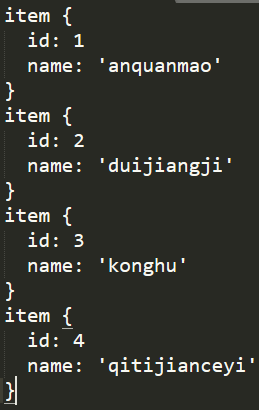 item {
  id: 1
  name: 'anquanmao'
}
item {
  id: 2
  name: 'duijiangji'
}
item {
  id: 3
  name: 'konghu'
}
item {
  id: 4
  name: 'qitijianceyi'
}